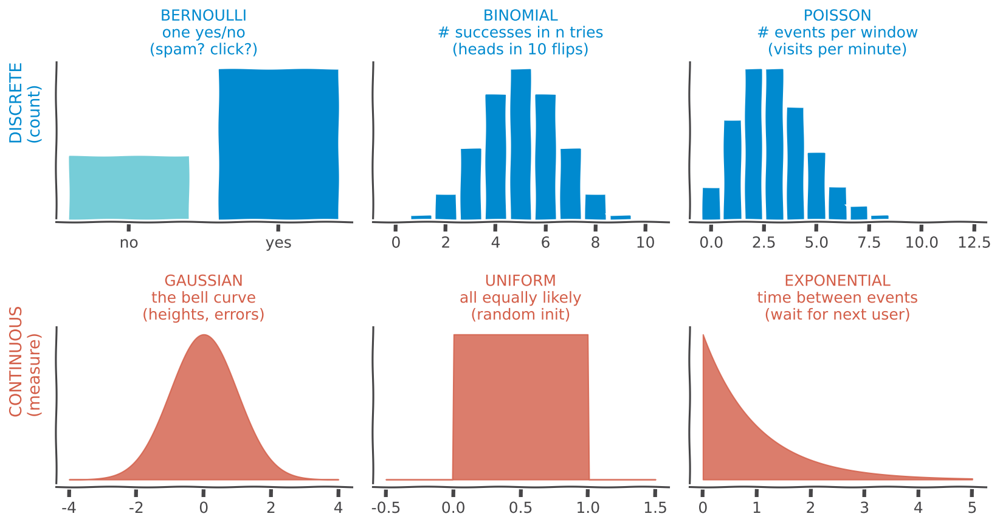 DISCRETE
(count)
BERNOULLI
one yes/no
(spam? click?)
no yes
BINOMIAL
# successes in n tries
(heads in 10 flips)
0 2 4 6 8 10
POISSON
# events per window
(visits per minute)
0.0 2.5 5.0 7.5 10.0 12.5
CONTINUOUS
(measure)
GAUSSIAN
the bell curve
(heights, errors)
-4 -2 0 2 4
UNIFORM
all equally likely
(random init)
-0.5 0.0 0.5 1.0 1.5
EXPONENTIAL
time between events
(wait for next user)
0 1 2 3 4 5